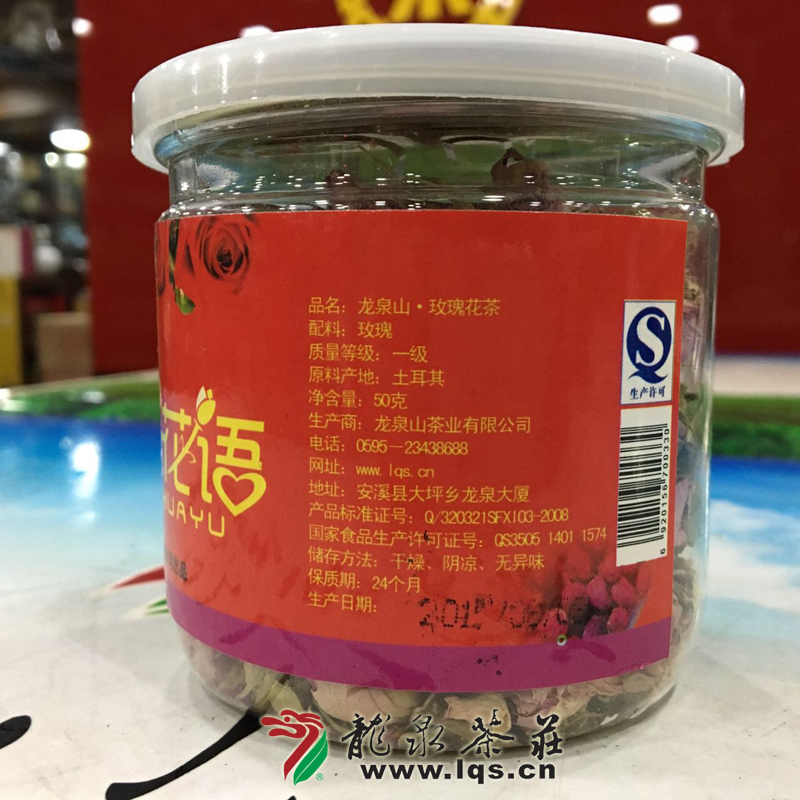 品名：龙泉山·玫瑰花茶
配料：玫瑰
质量等级：一级
原料产地：土耳其
净含量：50克
生产商：龙泉山茶业有限公司
电话：0595-23438688
网址：www.lqs.cn
地址：安溪县大坪乡龙泉大厦
产品标准证号：Q/320321SFX103-2008
国家食品生产许可证号：QS3505 1401 1574
储存方法：干燥、阴凉、无异味
保质期：24个月
生产日期：
花语
UAYU
QS
生产许可
6920156700330
龍泉茶莊
www.lqs.cn